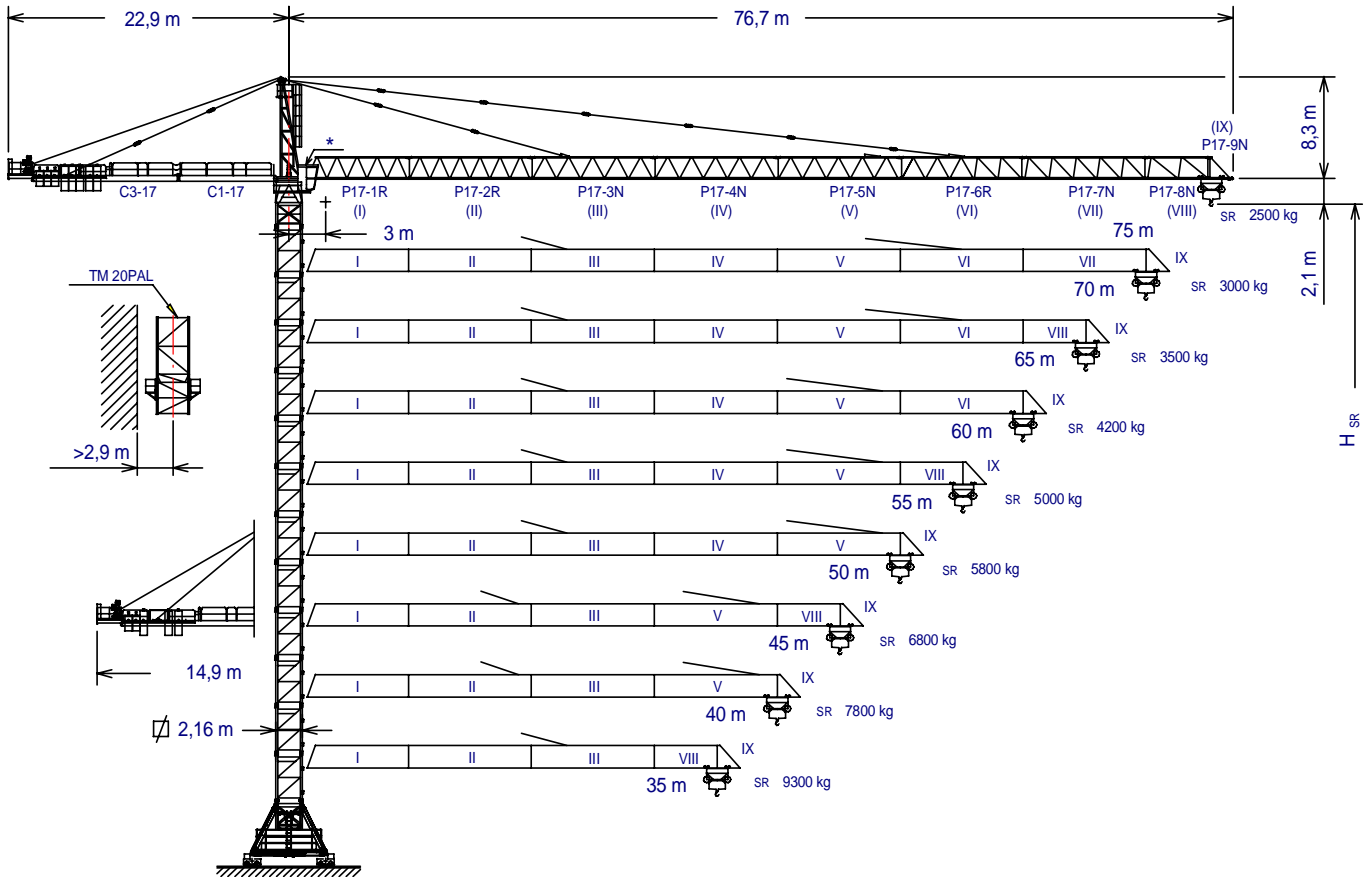 22,9 m
76,7 m
*
8,3 m
(IX)
P17-9N
C3-17
C1-17
P17-1R
(I)
P17-2R
(II)
P17-3N
(III)
P17-4N
(IV)
P17-5N
(V)
P17-6R
(VI)
P17-7N
(VII)
P17-8N
(VIII)
SR 2500 kg
3 m
75 m
2,1 m
H SR
I II III IV V VI VII IX
70 m
SR 3000 kg
TM 20PAL
I II III IV V VI VIII IX
65 m
SR 3500 kg
I II III IV V VI IX
60 m
SR 4200 kg
>2,9 m
I II III IV V VIII IX
55 m
SR 5000 kg
I II III IV V IX
50 m
SR 5800 kg
I II III V VIII IX
45 m
SR 6800 kg
14,9 m
I II III V IX
40 m
SR 7800 kg
2,16 m
I II III VIII IX
35 m
SR 9300 kg